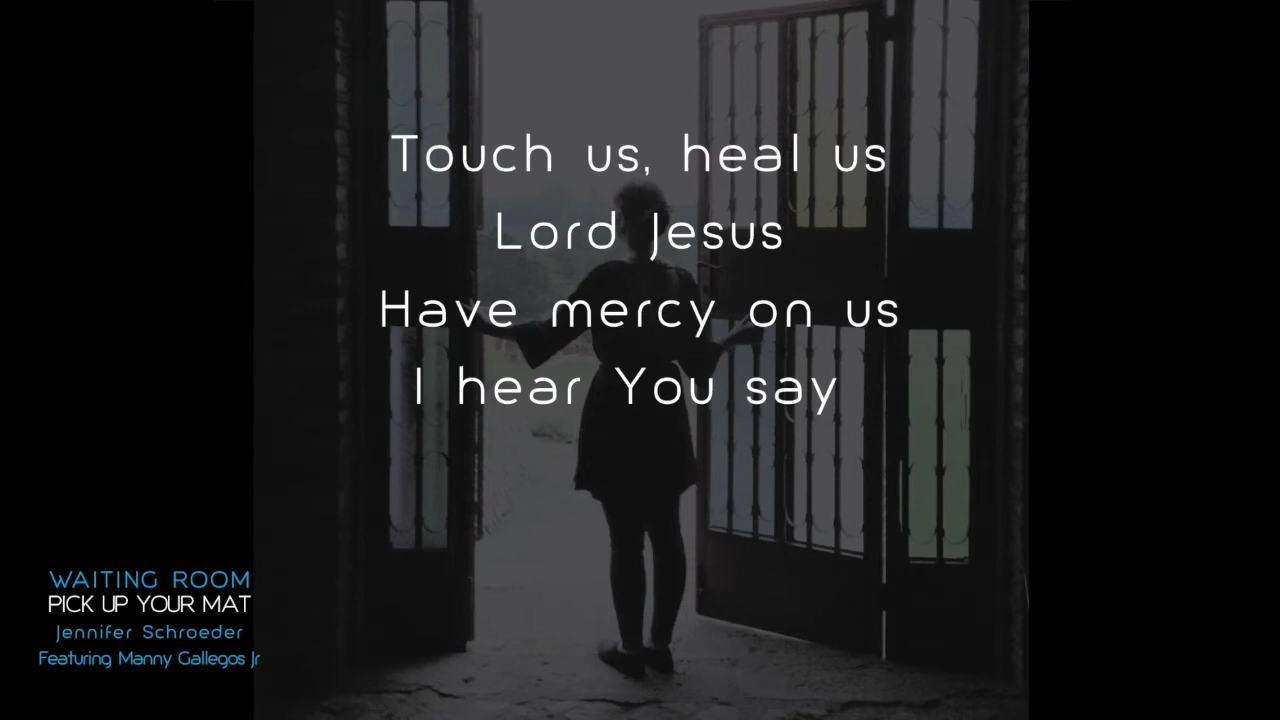 Touch us, heal us
Lord Jesus
Have mercy on us
I hear You say
WAITING ROOM
PICK UP YOUR MAT
Jennifer Schroeder
Featuring Manny Gallegos Jr